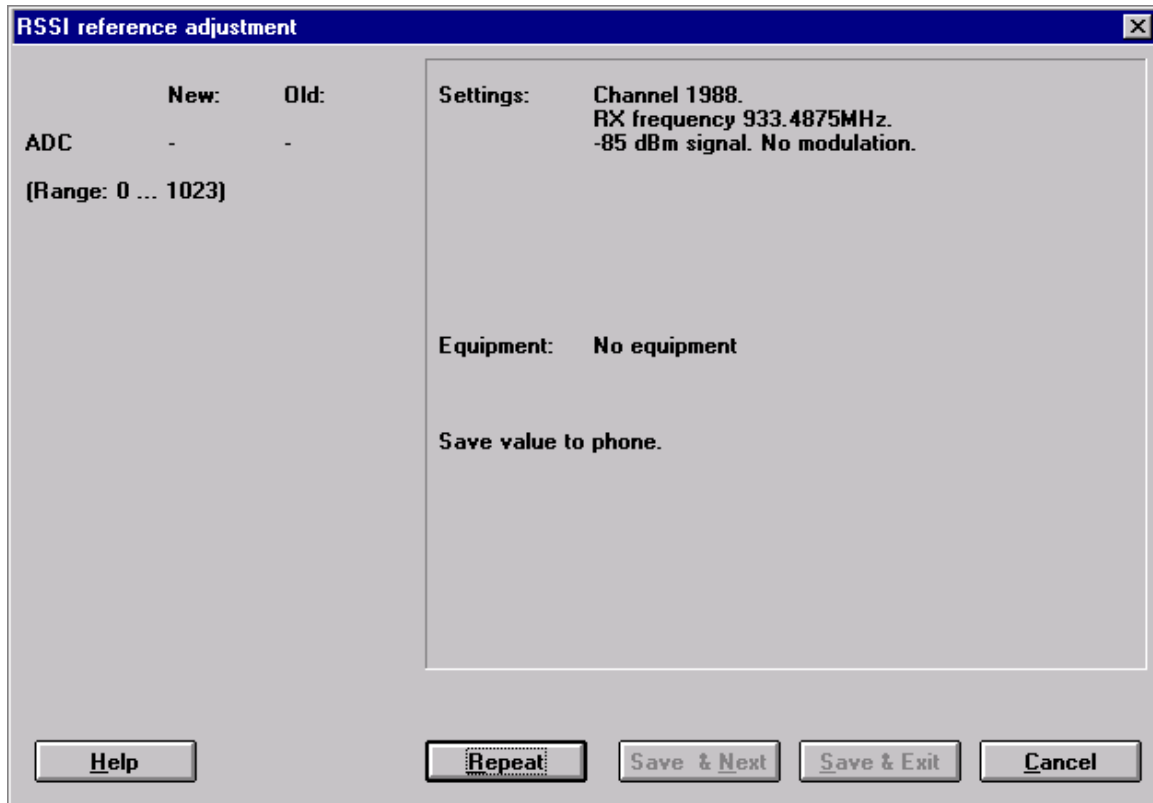 RSSI reference adjustment
New: Old:
ADC - -
(Range: 0 ... 1023)
Settings: Channel 1988.
RX frequency 933.4875MHz.
-85 dBm signal. No modulation.
Equipment: No equipment
Save value to phone.
Help Repeat Save & Next Save & Exit Cancel